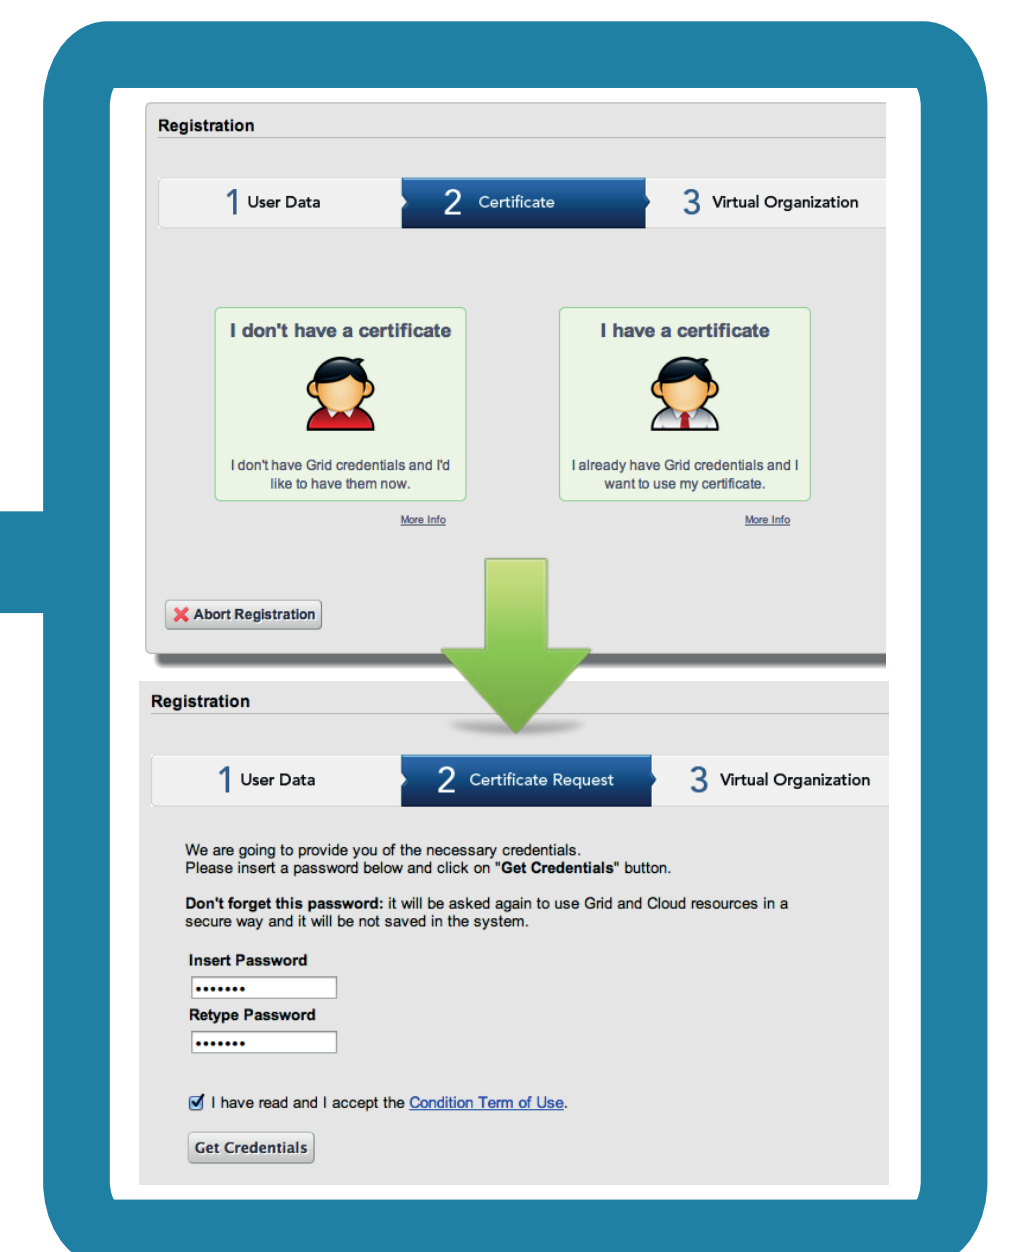 Registration
1 User Data
2 Certificate
3 Virtual Organization
I don't have a certificate
I don't have Grid credentials and I'd
like to have them now.
More Info
I have a certificate
I already have Grid credentials and I
want to use my certificate.
More Info
Abort Registration
Registration
1 User Data
2 Certificate Request
3 Virtual Organization
We are going to provide you of the necessary credentials.
Please insert a password below and click on "Get Credentials" button.
Don't forget this password: it will be asked again to use Grid and Cloud resources in a
secure way and it will be not saved in the system.
Insert Password
•••••••
Retype Password
•••••••
I have read and I accept the Condition Term of Use.
Get Credentials